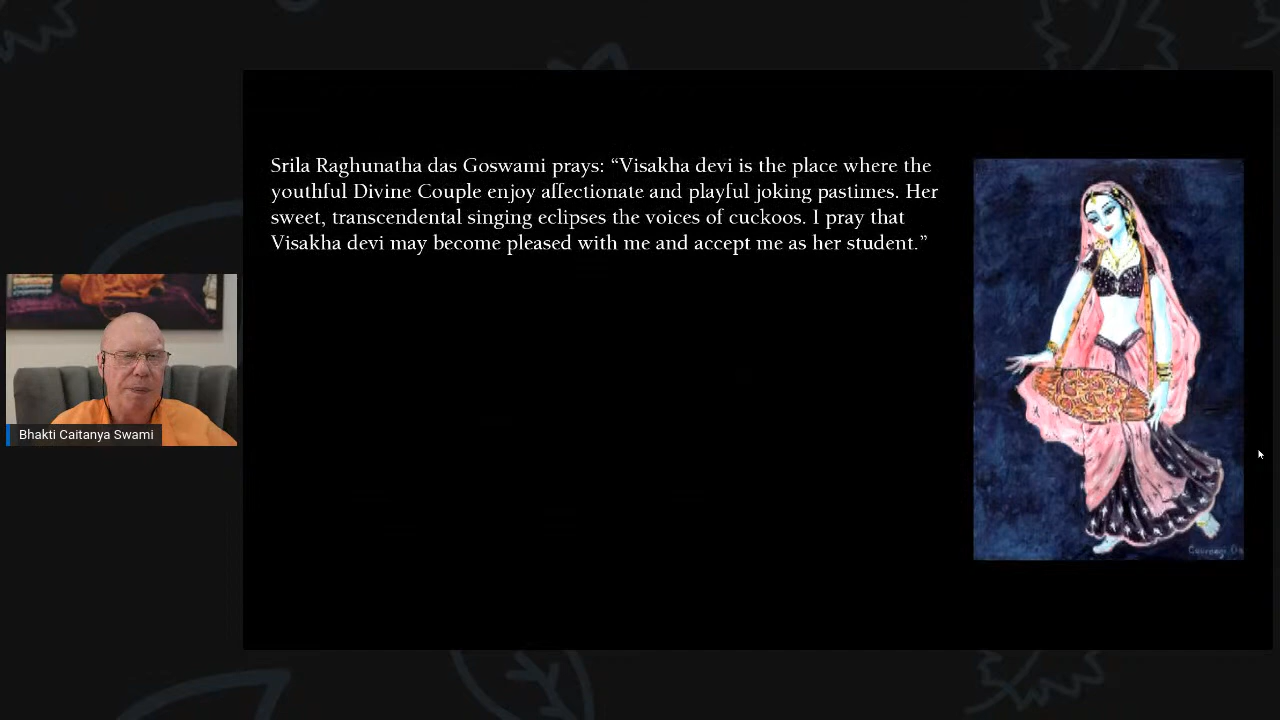 Srila Raghunatha das Goswami prays: “Visakha devi is the place where the
youthful Divine Couple enjoy affectionate and playful joking pastimes. Her
sweet, transcendental singing eclipses the voices of cuckoos. I pray that
Visakha devi may become pleased with me and accept me as her student.”
Bhakti Caitanya Swami